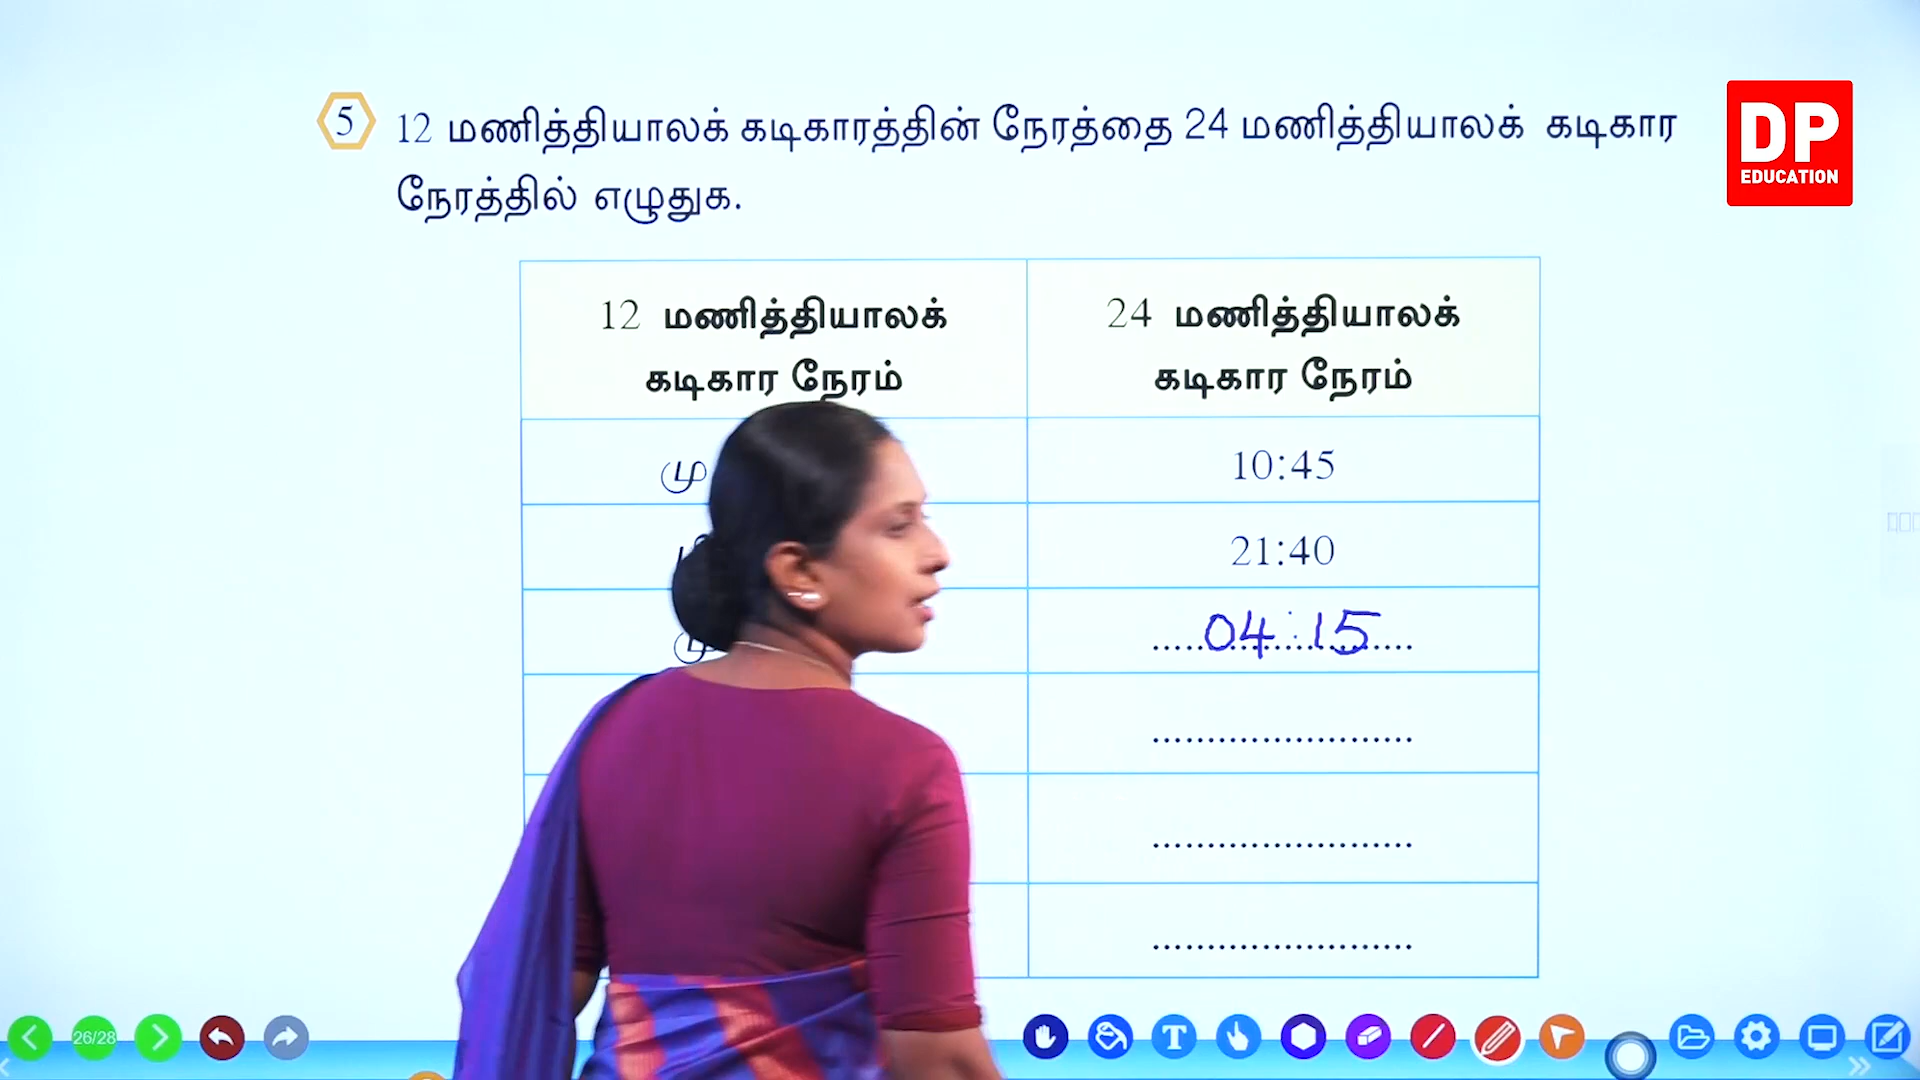 5 12 மணித்தியாலக் கடிகாரத்தின் நேரத்தை 24 மணித்தியாலக் கடிகார
நேரத்தில் எழுதுக.
DP
EDUCATION
12 மணித்தியாலக்
கடிகார நேரம்
24 மணித்தியாலக்
கடிகார நேரம்
10:45
21:40
04:15
26/28